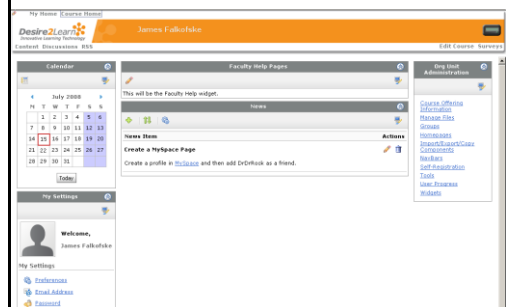 My Home Course Home
Desire2Learn
Innovative Learning Technology
James Falkofske
Content Discussions RSS
Edit Course Surveys
Calendar
July 2008
M T W T F S S
1 2 3 4 5 6
7 8 9 10 11 12 13
14 15 16 17 18 19 20
21 22 23 24 25 26 27
28 29 30 31
Today
My Settings
Welcome,
James Falkofske
My Settings
Preferences
Email Address
Password
Faculty Help Pages
This will be the Faculty Help widget.
News
News Item Actions
Create a MySpace Page
Create a profile in MySpace and then add DrDRock as a friend.
Org Unit
Administration
Course Offering
Information
Manage Files
Groups
Homepages
Import/Export/Copy
Components
NavBars
Self-Registration
Tools
User Progress
Widgets